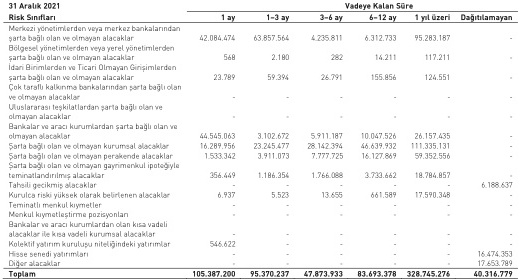 31 Aralık 2021 Vadeye Kalan Süre
Risk Sınıfları 1 ay 1–3 ay 3–6 ay 6–12 ay 1 yıl üzeri Dağıtılamayan
Merkezi yönetimlerden veya merkez bankalarından
şarta bağlı olan ve olmayan alacaklar 42.084.474 63.857.564 4.235.811 6.312.733 95.283.187 -
Bölgesel yönetimlerden veya yerel yönetimlerden
şarta bağlı olan ve olmayan alacaklar 568 2.180 282 14.211 117.211 -
İdari Birimlerden ve Ticari Olmayan Girişimlerden
şarta bağlı olan ve olmayan alacaklar 23.789 59.394 26.791 155.856 124.551 -
Çok taraflı kalkınma bankalarından şarta bağlı olan
ve olmayan alacaklar - - - - - -
Uluslararası teşkilatlardan şarta bağlı olan ve
olmayan alacaklar - - - - - -
Bankalar ve aracı kurumlardan şarta bağlı olan ve
olmayan alacaklar 44.545.063 3.102.672 5.911.187 10.047.526 26.157.435 -
Şarta bağlı olan ve olmayan kurumsal alacaklar 16.289.956 23.245.477 28.142.394 46.639.932 111.335.131 -
Şarta bağlı olan ve olmayan perakende alacaklar 1.533.342 3.911.073 7.777.725 16.127.869 59.352.556 -
Şarta bağlı olan ve olmayan gayrimenkul ipoteğiyle
teminatlandırılmış alacaklar 356.449 1.186.354 1.766.088 3.733.662 18.784.857 -
Tahsili gecikmiş alacaklar - - - - - 6.188.637
Kurulca riski yüksek olarak belirlenen alacaklar 6.937 5.523 13.655 661.589 17.590.348 -
Teminatlı menkul kıymetler - - - - - -
Menkul kıymetleştirme pozisyonları - - - - - -
Bankalar ve aracı kurumlardan olan kısa vadeli
alacaklar ile kısa vadeli kurumsal alacaklar - - - - - -
Kolektif yatırım kuruluşu niteliğindeki yatırımlar 546.622 - - - - -
Hisse senedi yatırımları - - - - - 16.474.353
Diğer alacaklar - - - - - 17.653.789
Toplam 105.387.200 95.370.237 47.873.933 83.693.378 328.745.276 40.316.779